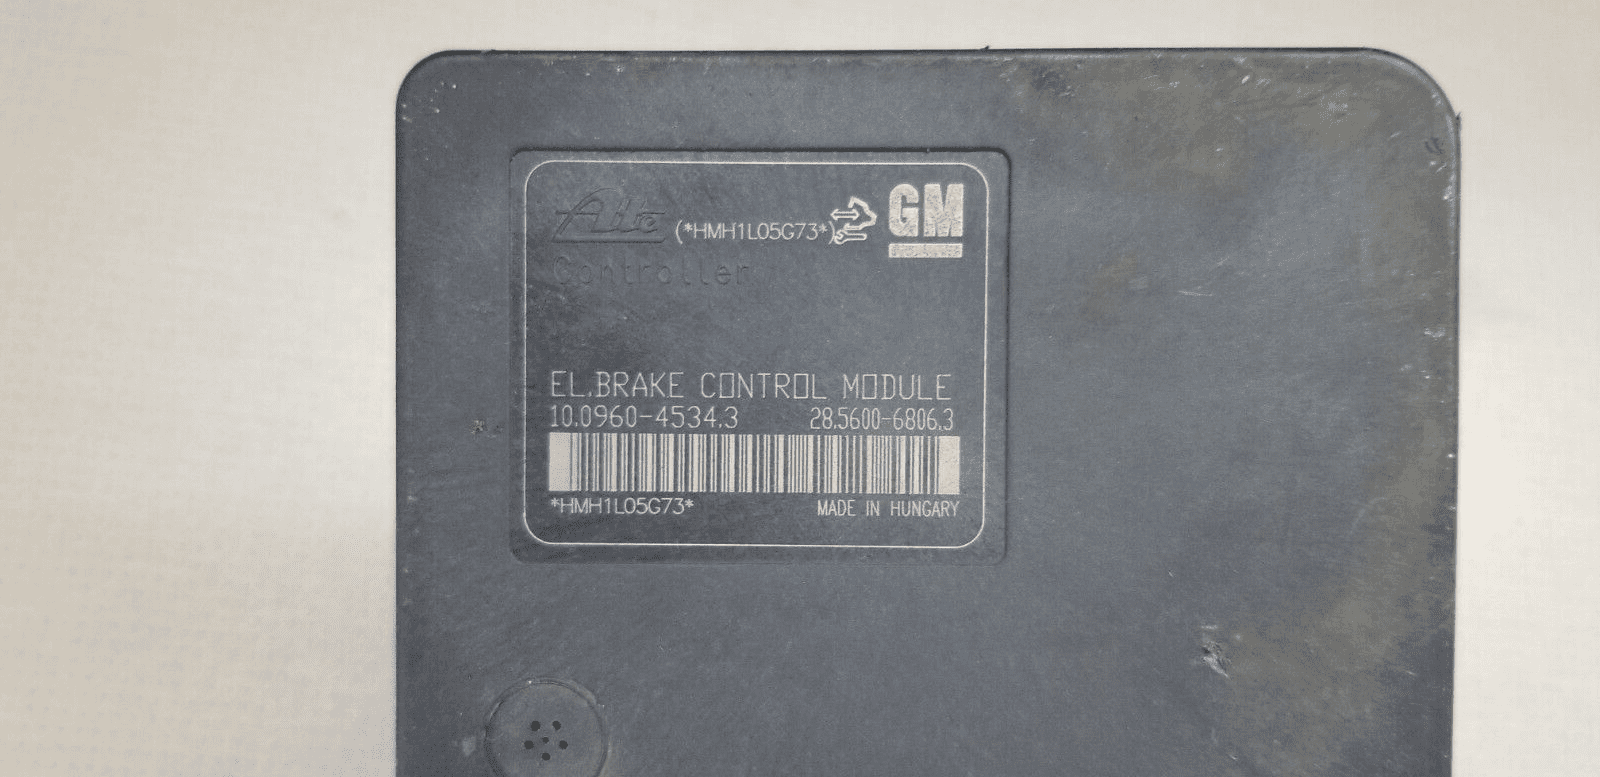 Ate (*HMH1L05G73*) GM
Controller
EL.BRAKE CONTROL MODULE
10.0960-4534.3 28.5600-6806.3
*HMH1L05G73* MADE IN HUNGARY